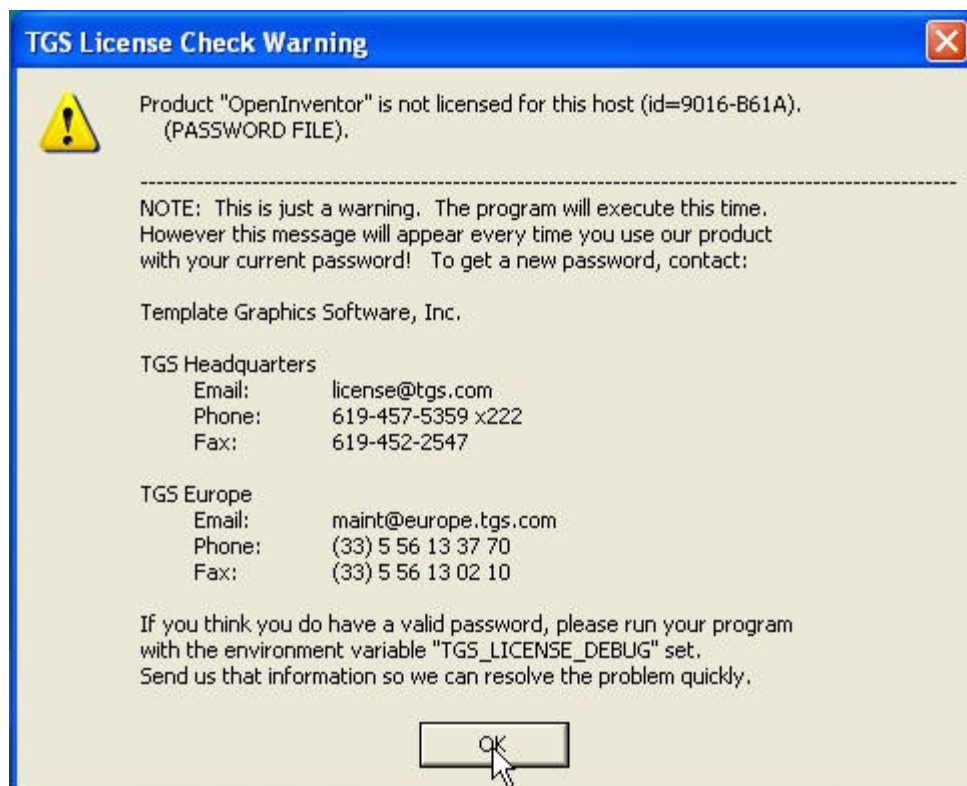 TGS License Check Warning
Product "OpenInventor" is not licensed for this host (id=9016-B61A).
(PASSWORD FILE).
--------------------------------------------------------------------------------------------------------
NOTE:  This is just a warning.  The program will execute this time.
However this message will appear every time you use our product
with your current password!   To get a new password, contact:
Template Graphics Software, Inc.
TGS Headquarters
Email: license@tgs.com
Phone: 619-457-5359 x222
Fax: 619-452-2547
TGS Europe
Email: maint@europe.tgs.com
Phone: (33) 5 56 13 37 70
Fax: (33) 5 56 13 02 10
If you think you do have a valid password, please run your program
with the environment variable "TGS_LICENSE_DEBUG" set.
Send us that information so we can resolve the problem quickly.
OK